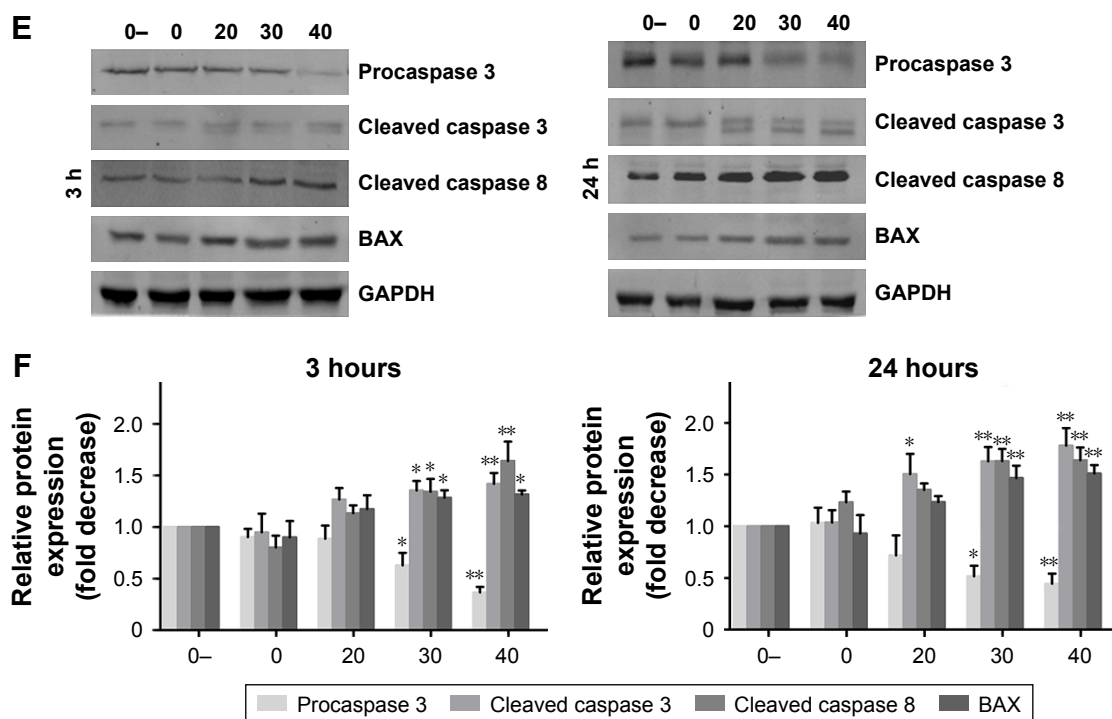 E
0– 0 20 30 40
Procaspase 3
Cleaved caspase 3
Cleaved caspase 8
BAX
GAPDH
3 h
0– 0 20 30 40
Procaspase 3
Cleaved caspase 3
Cleaved caspase 8
BAX
GAPDH
24 h
F
3 hours
Relative protein
expression
(fold decrease)
2.0
1.5
1.0
0.5
0
* * * *
** ** ** *
0– 0 20 30 40
24 hours
Relative protein
expression
(fold decrease)
2.0
1.5
1.0
0.5
0
*
* ** ** **
** ** ** **
0– 0 20 30 40
Procaspase 3 Cleaved caspase 3 Cleaved caspase 8 BAX